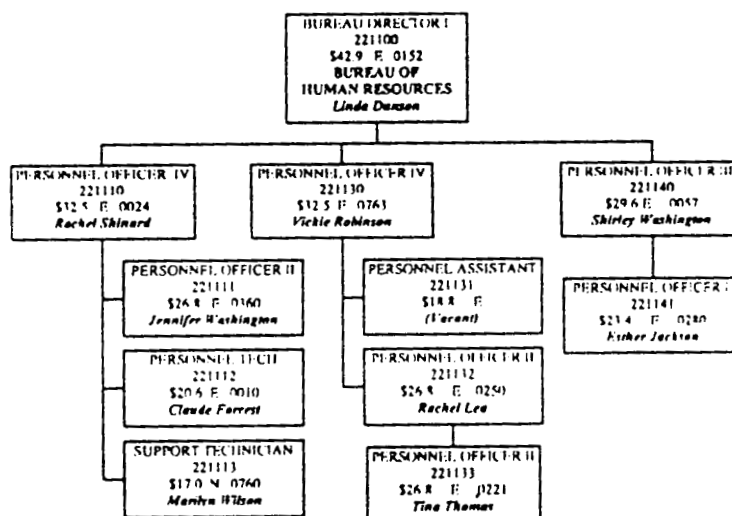 BUREAU DIRECTOR I
221100
$42.9 E 0152
BUREAU OF
HUMAN RESOURCES
Linda Dawson
PERSONNEL OFFICER IV
221110
$32.5 E 0024
Rachel Shinard
PERSONNEL OFFICER II
221111
$26.8 E 0360
Jennifer Washington
PERSONNEL TECH
221112
$20.6 E 0010
Claude Forrest
SUPPORT TECHNICIAN
221113
$17.0 N 0760
Marilyn Wilson
PERSONNEL OFFICER IV
221130
$32.5 E 0763
Vickie Robinson
PERSONNEL ASSISTANT
221131
$18.8 E
(Vacant)
PERSONNEL OFFICER II
221132
$26.8 E 0250
Rachel Lea
PERSONNEL OFFICER II
221133
$26.8 E 0221
Tina Thomas
PERSONNEL OFFICER III
221140
$29.6 E 0057
Shirley Washington
PERSONNEL OFFICER I
221141
$23.4 E 0280
Esther Jackson